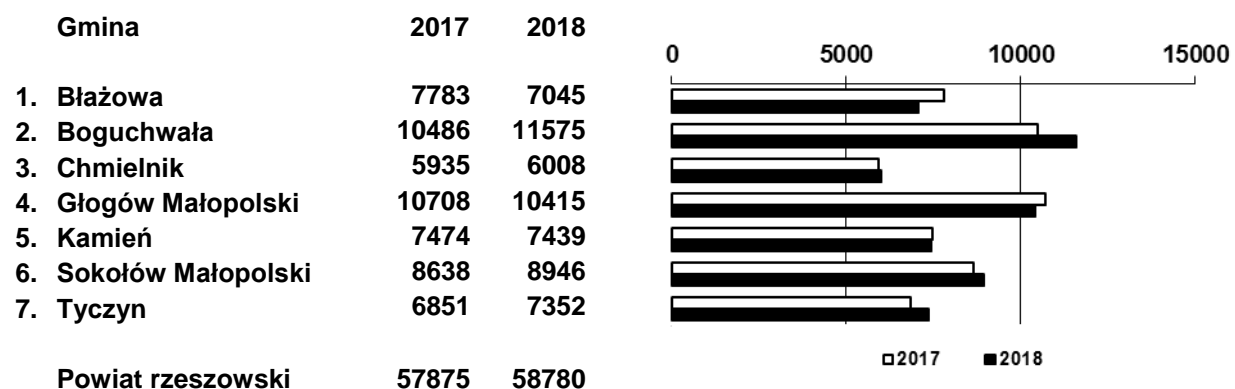 Gmina 2017 2018
0 5000 10000 15000
1. Błażowa 7783 7045
2. Boguchwała 10486 11575
3. Chmielnik 5935 6008
4. Głogów Małopolski 10708 10415
5. Kamień 7474 7439
6. Sokołów Małopolski 8638 8946
7. Tyczyn 6851 7352
2017 2018
Powiat rzeszowski 57875 58780